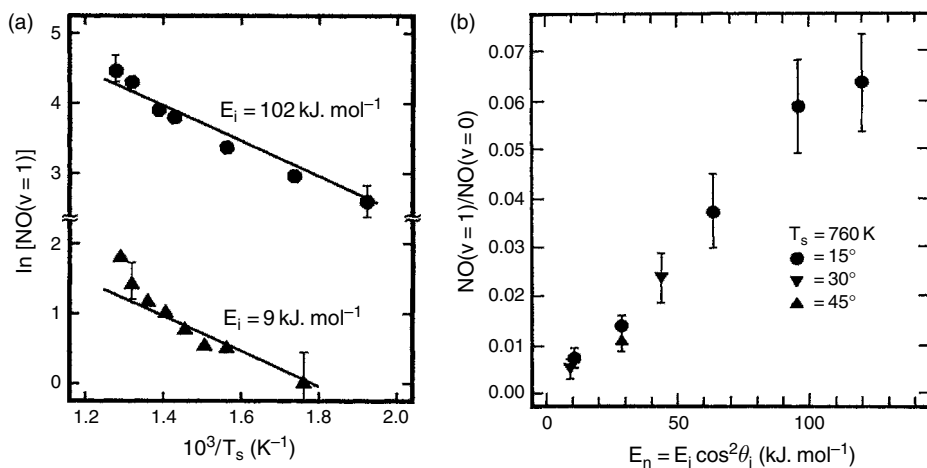 (a)
5
4
3
2
1
0
ln [NO(v = 1)]
E_i = 102 kJ. mol⁻¹
E_i = 9 kJ. mol⁻¹
1.2 1.4 1.6 1.8 2.0
10³/T_s (K⁻¹)
(b)
0.07
0.06
0.05
0.04
0.03
0.02
0.01
0.00
NO(v = 1)/NO(v = 0)
T_s = 760 K
= 15°
= 30°
= 45°
0 50 100
E_n = E_i cos²θ_i (kJ. mol⁻¹)